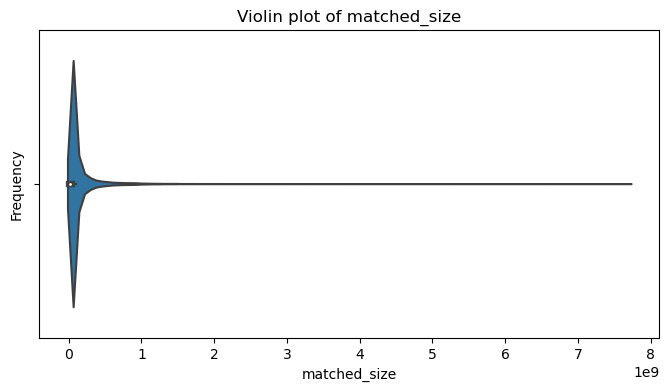 Violin plot of matched_size
Frequency
0 1 2 3 4 5 6 7 8
1e9
matched_size